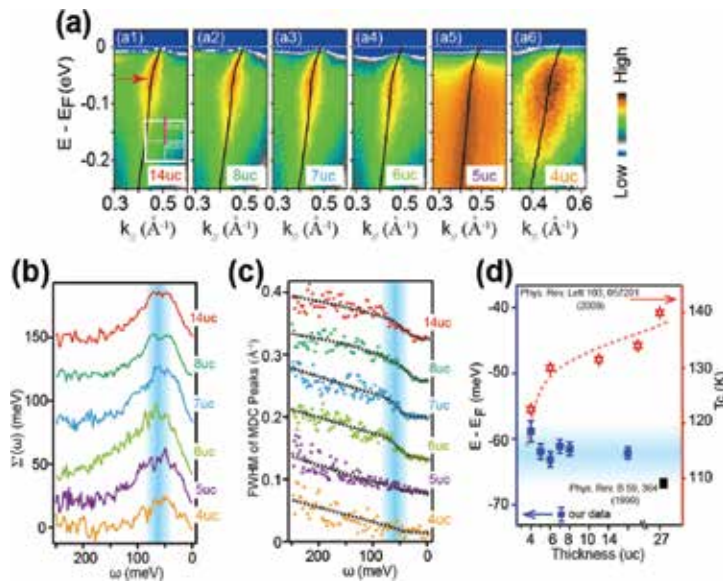 (a)
(a1) (a2) (a3) (a4) (a5) (a6)
E - E_F (eV)
0
-0.1
-0.2
14uc 8uc 7uc 6uc 5uc 4uc
0.3 0.5 0.3 0.5 0.3 0.5 0.3 0.5 0.3 0.5 0.4 0.6
k// (Å⁻¹) k// (Å⁻¹) k// (Å⁻¹) k// (Å⁻¹) k// (Å⁻¹) k// (Å⁻¹)
High
Low
(b)
Σ'(ω) (meV)
150
100
50
0
14uc
8uc
7uc
6uc
5uc
4uc
-200 -100 0
ω (meV)
(c)
FWHM of MDC Peaks (Å⁻¹)
0.4
0.3
0.2
0.1
0.0
14uc
8uc
7uc
6uc
5uc
4uc
-200 -100 0
ω (meV)
(d)
E - E_F (meV)
-40
-50
-60
-70
Phys. Rev. Lett 103,
(2009)
Phys. Rev. B 59,
(1999)
our data
4 6 8 10 14 27
Thickness (uc)
140
130
120
110
Tc (K)